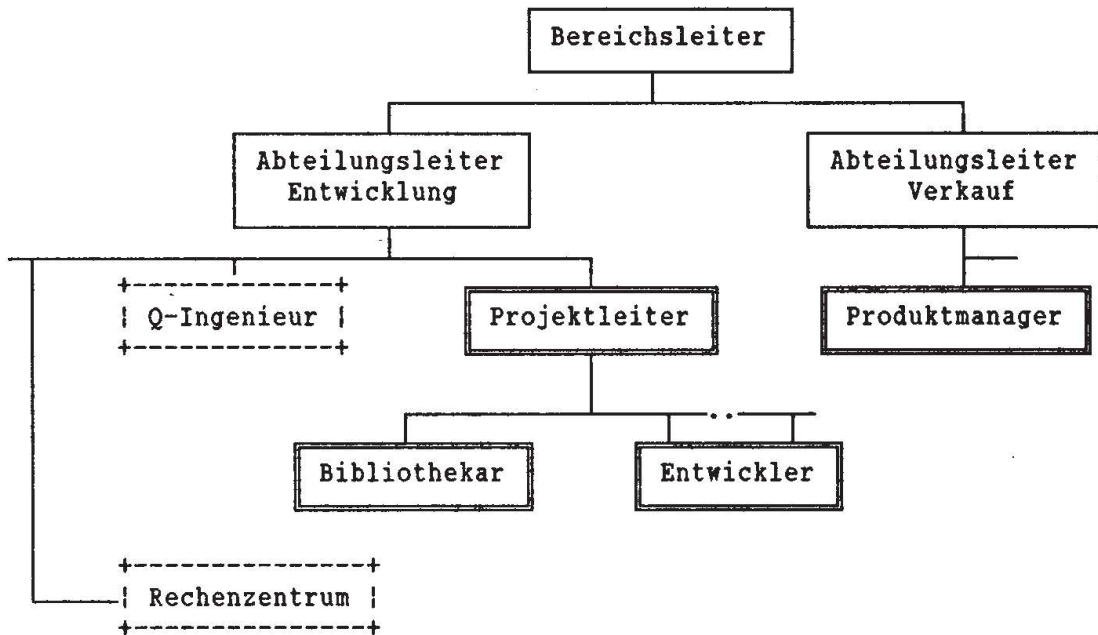 Bereichsleiter
Abteilungsleiter
Entwicklung
Abteilungsleiter
Verkauf
Q-Ingenieur
Projektleiter
Produktmanager
Bibliothekar
Entwickler
Rechenzentrum